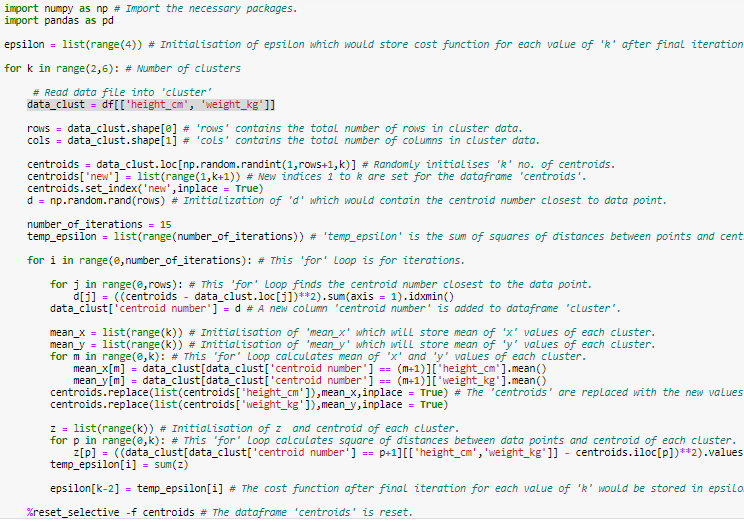 import numpy as np # Import the necessary packages.
import pandas as pd
epsilon = list(range(4)) # Initialisation of epsilon which would store cost function for each value of 'k' after final iteration
for k in range(2,6): # Number of clusters
# Read data file into 'cluster'
data_clust = df[['height_cm', 'weight_kg']]
rows = data_clust.shape[0] # 'rows' contains the total number of rows in cluster data.
cols = data_clust.shape[1] # 'cols' contains the total number of columns in cluster data.
centroids = data_clust.loc[np.random.randint(1,rows+1,k)] # Randomly initialises 'k' no. of centroids.
centroids['new'] = list(range(1,k+1)) # New indices 1 to k are set for the dataframe 'centroids'.
centroids.set_index('new',inplace = True)
d = np.random.rand(rows) # Initialization of 'd' which would contain the centroid number closest to data point.
number_of_iterations = 15
temp_epsilon = list(range(number_of_iterations)) # 'temp_epsilon' is the sum of squares of distances between points and cent
for i in range(0,number_of_iterations): # This 'for' loop is for iterations.
for j in range(0,rows): # This 'for' loop finds the centroid number closest to the data point.
d[j] = ((centroids - data_clust.loc[j])**2).sum(axis = 1).idxmin()
data_clust['centroid number'] = d # A new column 'centroid number' is added to dataframe 'cluster'.
mean_x = list(range(k)) # Initialisation of 'mean_x' which will store mean of 'x' values of each cluster.
mean_y = list(range(k)) # Initialisation of 'mean_y' which will store mean of 'y' values of each cluster.
for m in range(0,k): # This 'for' loop calculates mean of 'x' and 'y' values of each cluster.
mean_x[m] = data_clust[data_clust['centroid number'] == (m+1)]['height_cm'].mean()
mean_y[m] = data_clust[data_clust['centroid number'] == (m+1)]['weight_kg'].mean()
centroids.replace(list(centroids['height_cm']),mean_x,inplace = True) # The 'centroids' are replaced with the new values
centroids.replace(list(centroids['weight_kg']),mean_y,inplace = True)
z = list(range(k)) # Initialisation of z and centroid of each cluster.
for p in range(0,k): # This 'for' loop calculates square of distances between data points and centroid of each cluster.
z[p] = ((data_clust[data_clust['centroid number'] == p+1][['height_cm','weight_kg']] - centroids.iloc[p])**2).values
temp_epsilon[i] = sum(z)
epsilon[k-2] = temp_epsilon[i] # The cost function after final iteration for each value of 'k' would be stored in epsilo
%reset_selective -f centroids # The dataframe 'centroids' is reset.